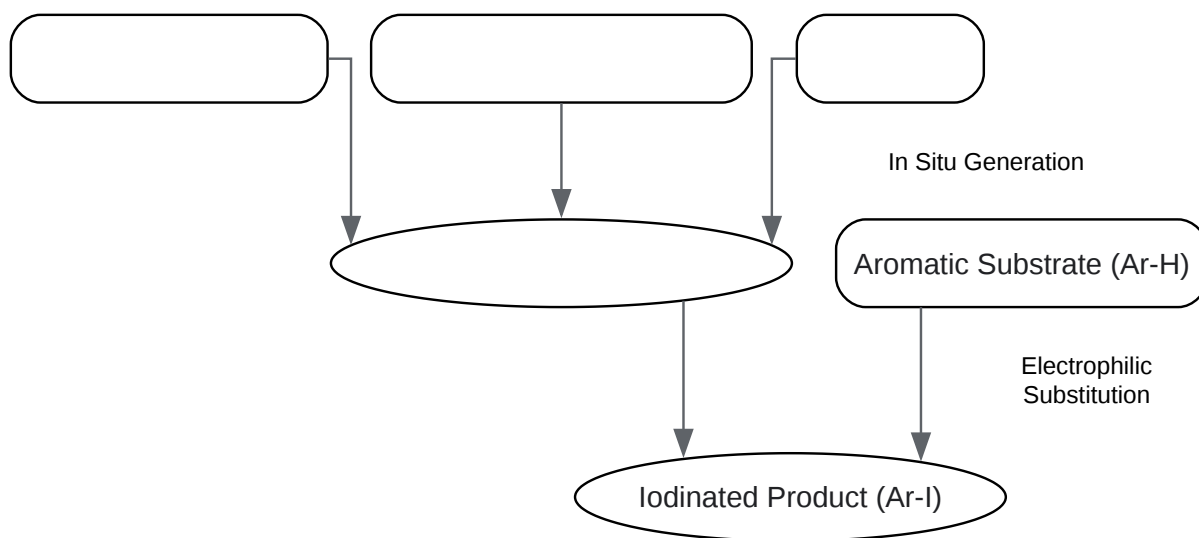 In Situ Generation
Aromatic Substrate (Ar-H)
Electrophilic
Substitution
Iodinated Product (Ar-I)